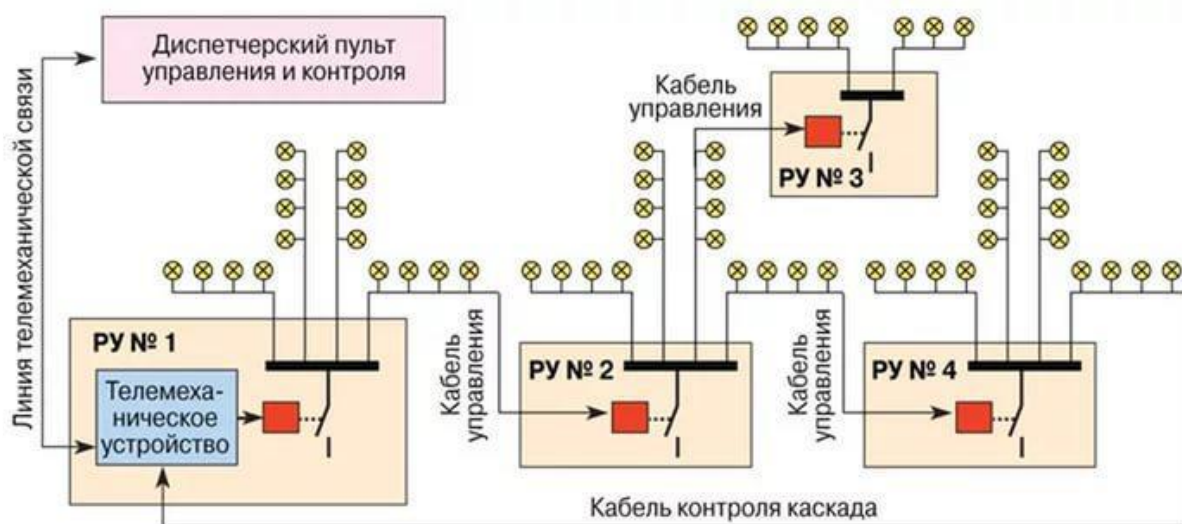 Диспетчерский пульт
управления и контроля
Линия телемеханической связи
Кабель
управления
РУ № 3
РУ № 1
Телемеха-
ническое
устройство
Кабель
управления
РУ № 2
Кабель
управления
РУ № 4
Кабель контроля каскада